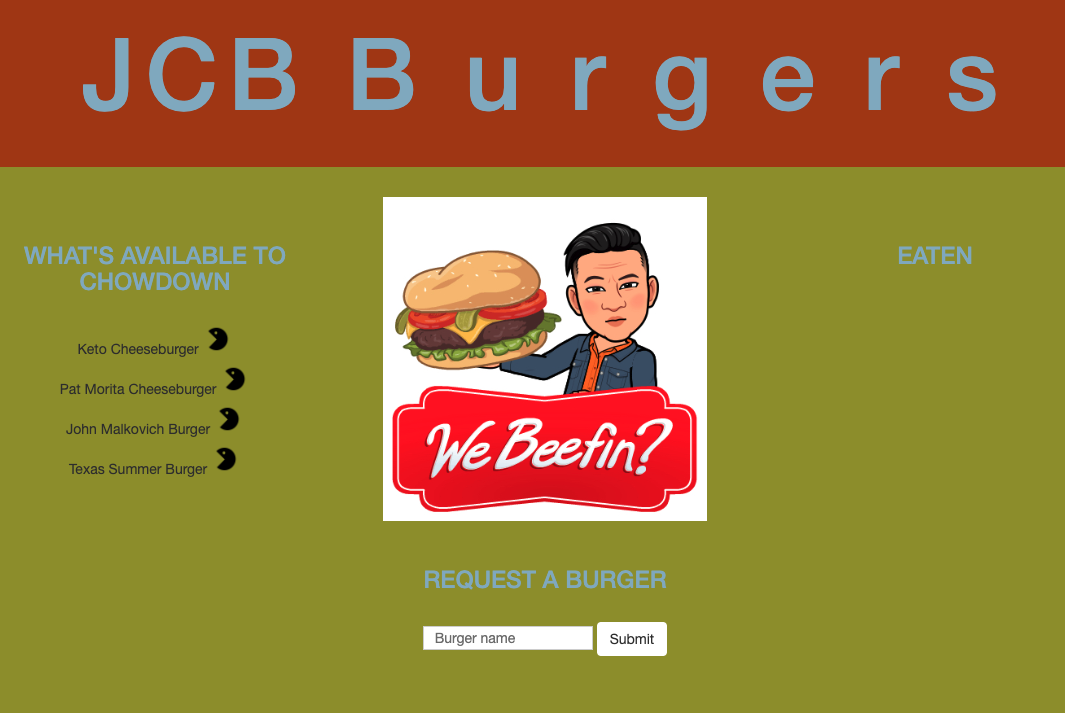 JCB Burgers
WHAT'S AVAILABLE TO
CHOWDOWN
Keto Cheeseburger
Pat Morita Cheeseburger
John Malkovich Burger
Texas Summer Burger
We Beefin?
REQUEST A BURGER
Burger name
Submit
EATEN